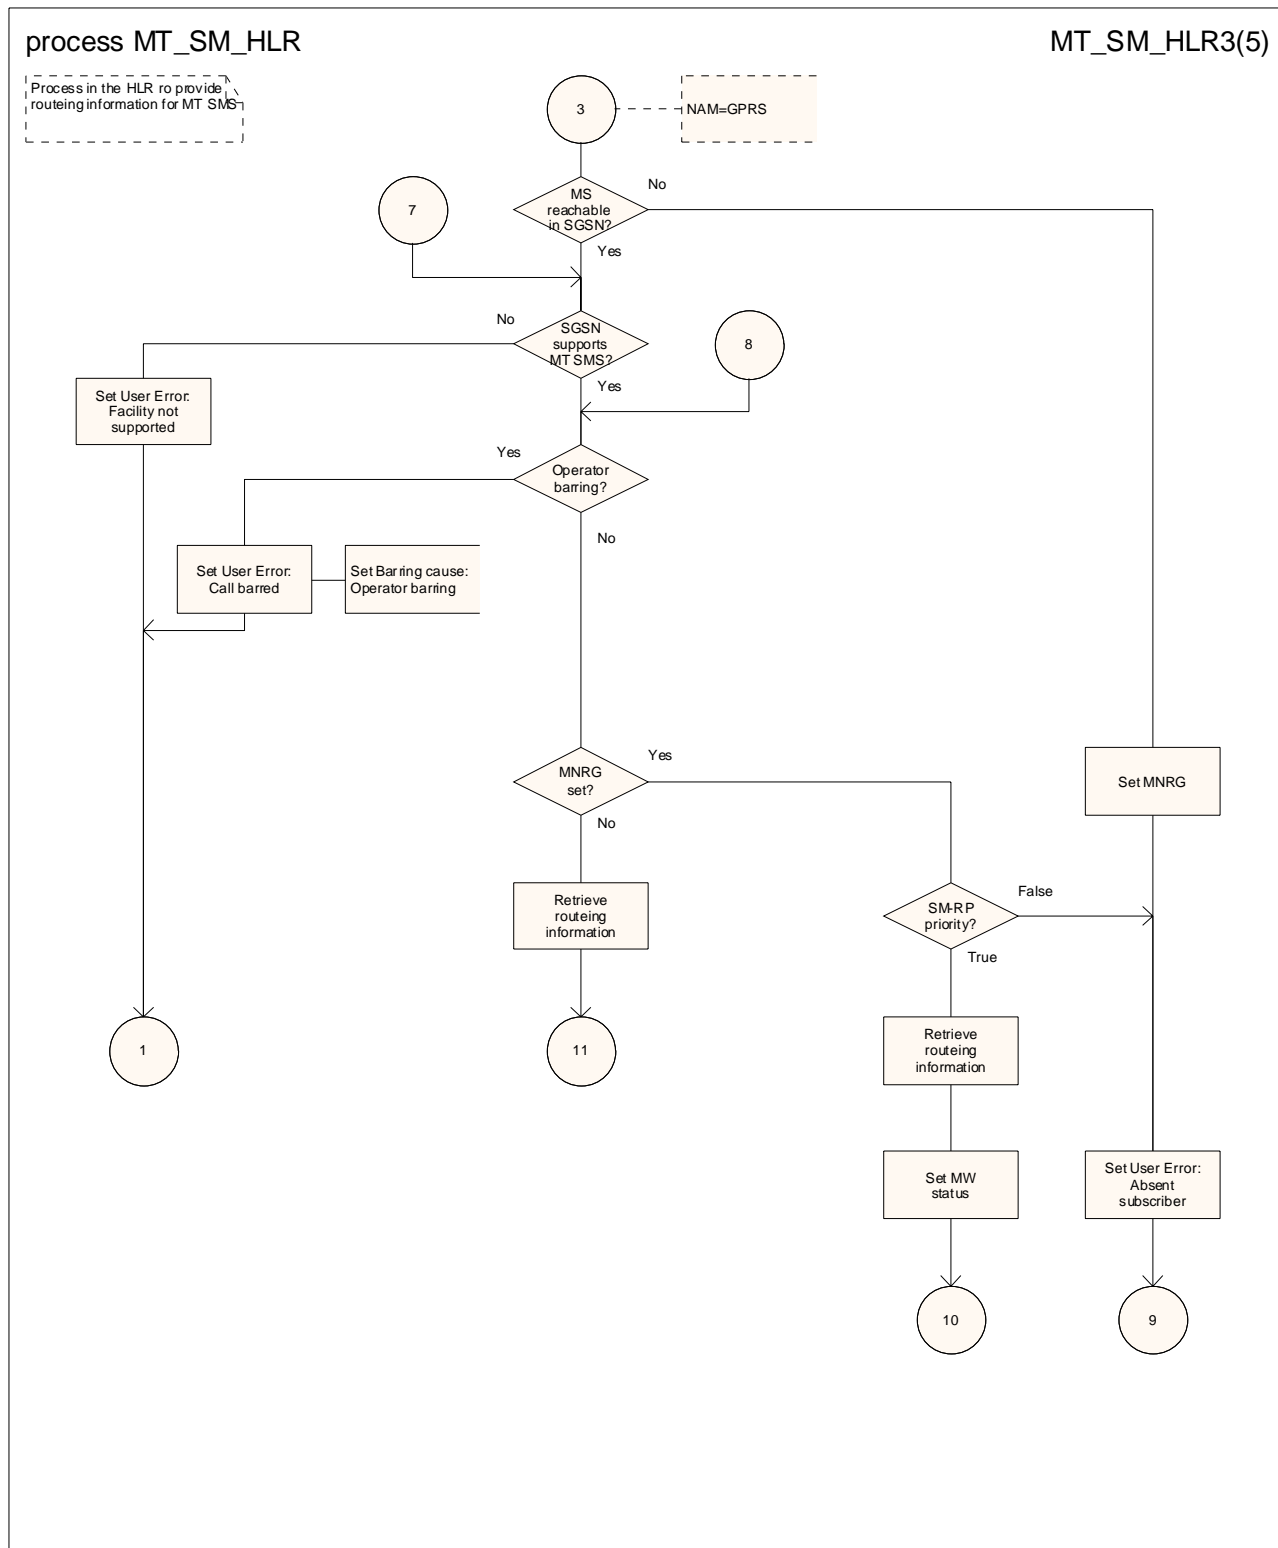 process MT_SM_HLR
MT_SM_HLR3(5)
Process in the HLR ro provide
routeing information for MT SMS
3
NAM=GPRS
MS
reachable
in SGSN?
No
Yes
7
SGSN
supports
MT SMS?
No
Yes
8
Set User Error:
Facility not
supported
Operator
barring?
Yes
No
Set User Error:
Call barred
Set Barring cause:
Operator barring
MNRG
set?
Yes
No
Set MNRG
Retrieve
routeing
information
SM-RP
priority?
False
True
1
11
Retrieve
routeing
information
Set MW
status
Set User Error:
Absent
subscriber
10
9